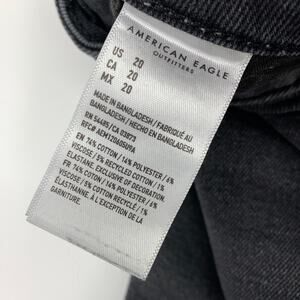 AMERICAN EAGLE
OUTFITTERS
US 20
CA 20
MX 20
MADE IN BANGLADESH / FABRIQUÉ AU
BANGLADESH / HECHO EN BANGLADESH
RN 54485/CA 03873
RFC# AEM120605U9A
EN 74% COTTON / 14% POLYESTER / 6%
VISCOSE / 5% RECYCLED COTTON / 1%
ELASTANE. EXCLUSIVE OF DECORATION.
FR 74% COTON / 14% POLYESTER / 6%
VISCOSE / 5% COTON RECYCLÉ / 1%
ÉLASTHANNE. À L'EXCEPTION DE LA
GARNITURE.